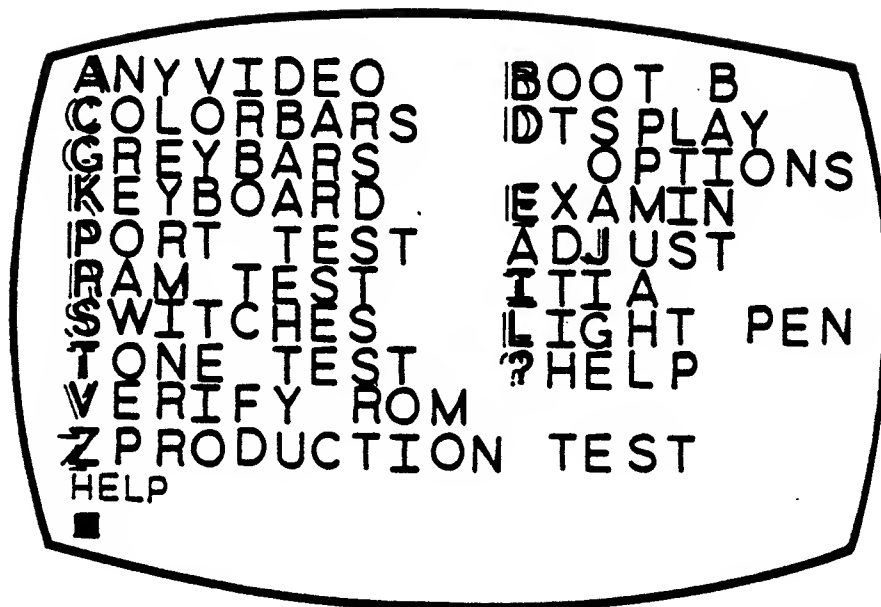 ANYVIDEO BOOT B
COLORBARS DTSPLAY
GREYBARS OPTIONS
KEYBOARD EXAMIN
PORT TEST ADJUST
RAM TEST ITIA
SWITCHES LIGHT PEN
TONE TEST ?HELP
VERIFY ROM
ZPRODUCTION TEST
HELP